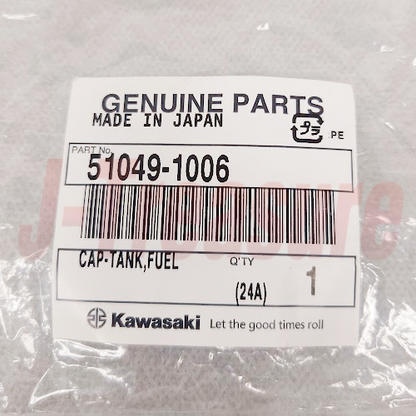 GENUINE PARTS
MADE IN JAPAN
プラ
PE
PART No.
51049-1006
J-Treasure
CAP-TANK,FUEL
Q'TY
(24A)
1
Kawasaki Let the good times roll